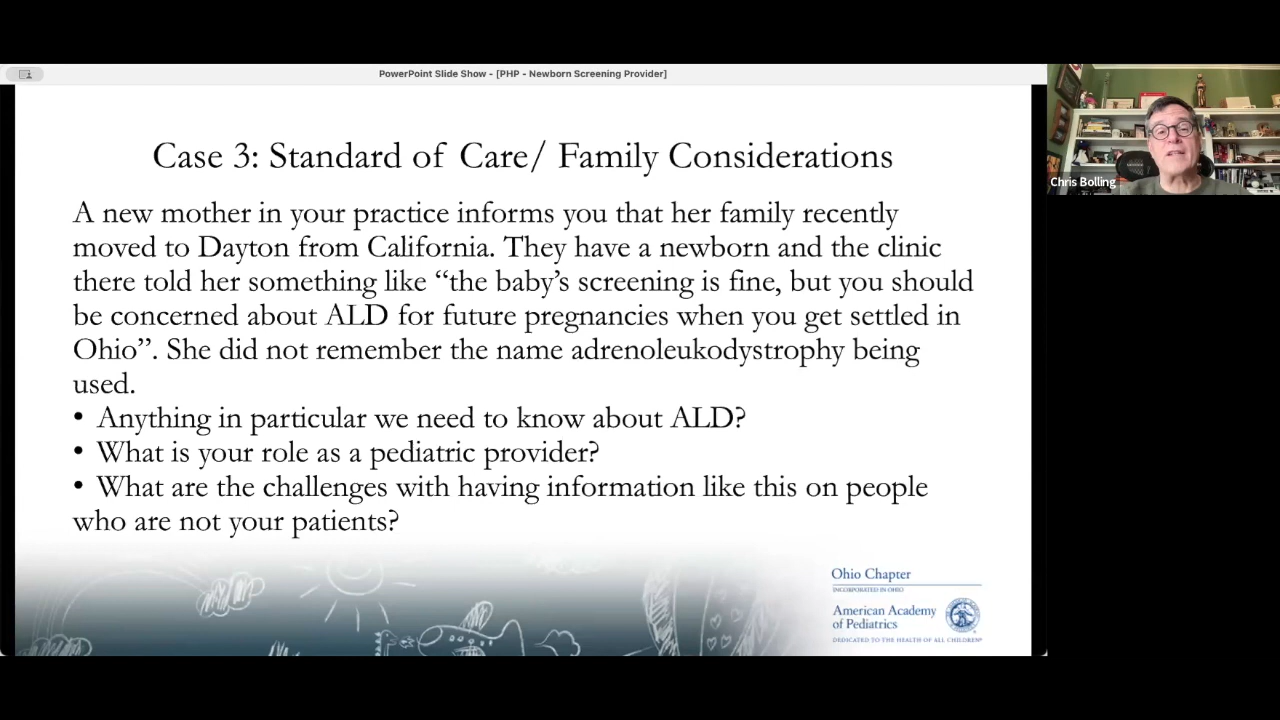 PowerPoint Slide Show - [PHP - Newborn Screening Provider]
Case 3: Standard of Care/ Family Considerations
A new mother in your practice informs you that her family recently
moved to Dayton from California. They have a newborn and the clinic
there told her something like “the baby’s screening is fine, but you should
be concerned about ALD for future pregnancies when you get settled in
Ohio”. She did not remember the name adrenoleukodystrophy being
used.
• Anything in particular we need to know about ALD?
• What is your role as a pediatric provider?
• What are the challenges with having information like this on people
who are not your patients?
Ohio Chapter
INCORPORATED IN OHIO
American Academy
of Pediatrics
DEDICATED TO THE HEALTH OF ALL CHILDREN®
Chris Bolling